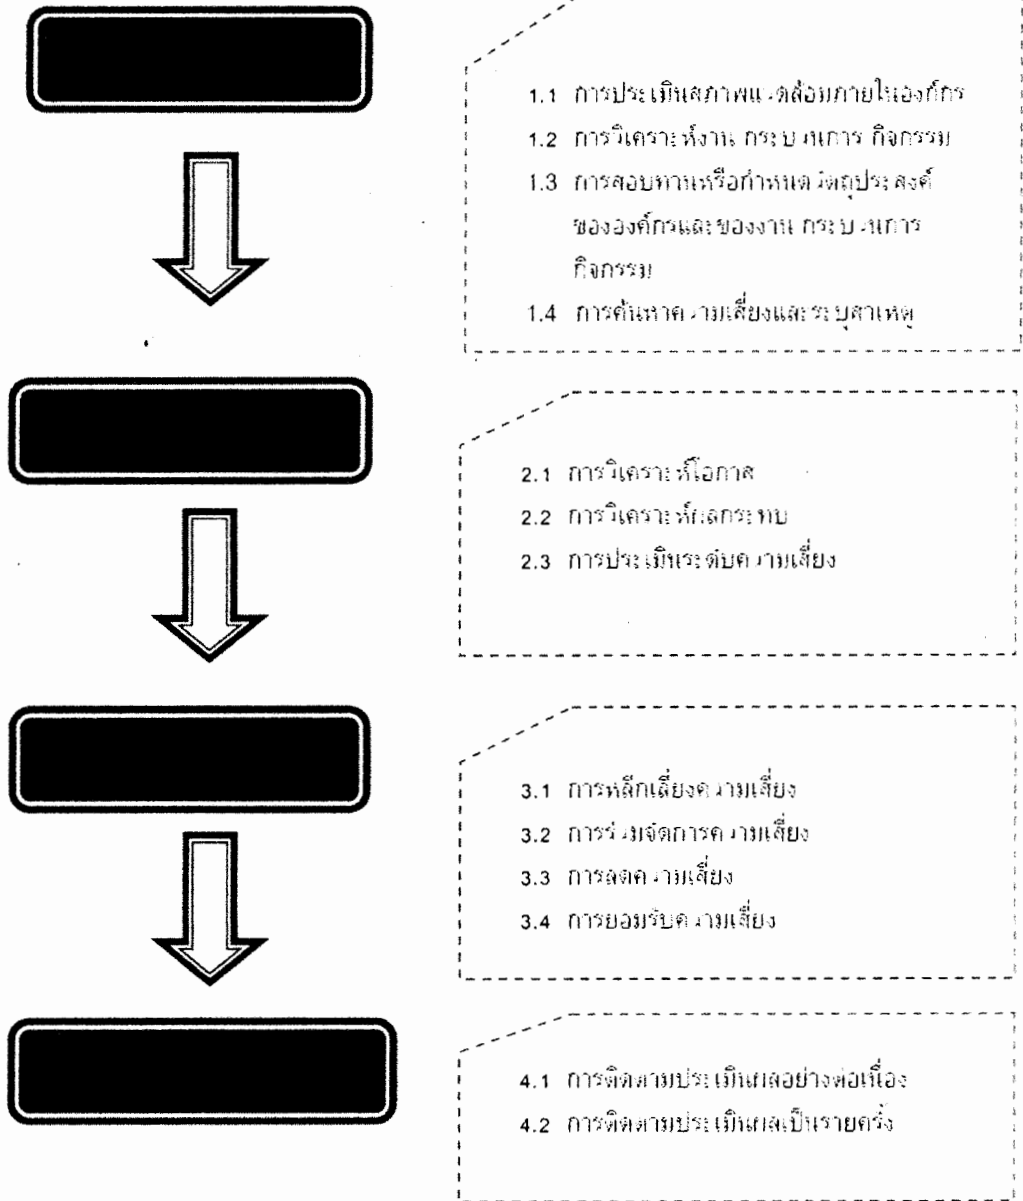 1.1 การประเมินสภาพแวดล้อมภายในองค์กร
1.2 การวิเคราะห์งาน กระบวนการ กิจกรรม
1.3 การสอบทานหรือกำหนดวัตถุประสงค์
ขององค์กรและของงาน กระบวนการ
กิจกรรม
1.4 การค้นหาความเสี่ยงและระบุสาเหตุ
2.1 การวิเคราะห์โอกาส
2.2 การวิเคราะห์ผลกระทบ
2.3 การประเมินระดับความเสี่ยง
3.1 การหลีกเลี่ยงความเสี่ยง
3.2 การร่วมจัดการความเสี่ยง
3.3 การลดความเสี่ยง
3.4 การยอมรับความเสี่ยง
4.1 การติดตามประเมินผลอย่างต่อเนื่อง
4.2 การติดตามประเมินผลเป็นรายครั้ง